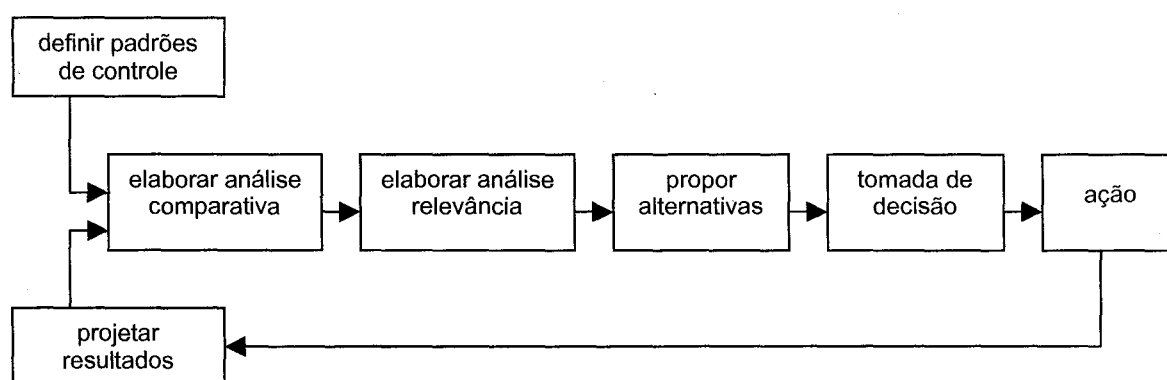 definir padrões
de controle
elaborar análise
comparativa
elaborar análise
relevância
propor
alternativas
tomada de
decisão
ação
projetar
resultados